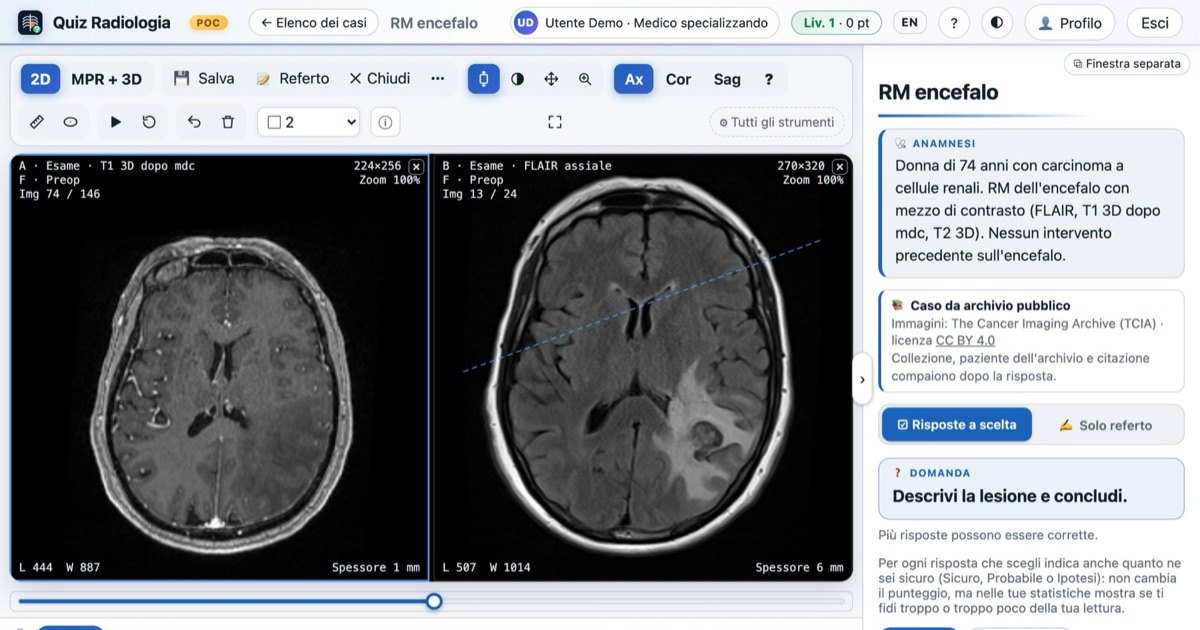 Quiz Radiologia POC ← Elenco dei casi RM encefalo UD Utente Demo · Medico specializzando Liv. 1 · 0 pt EN ? Profilo Esci
2D MPR + 3D Salva Referto Chiudi ··· Ax Cor Sag ?
2 Tutti gli strumenti
A · Esame · T1 3D dopo mdc
F · Preop
Img 74 / 146
224×256
Zoom 100%
L 444 W 887
Spessore 1 mm
B · Esame · FLAIR assiale
F · Preop
Img 13 / 24
270×320
Zoom 100%
L 507 W 1014
Spessore 6 mm
Finestra separata
RM encefalo
ANAMNESI
Donna di 74 anni con carcinoma a
cellule renali. RM dell'encefalo con
mezzo di contrasto (FLAIR, T1 3D dopo
mdc, T2 3D). Nessun intervento
precedente sull'encefalo.
Caso da archivio pubblico
Immagini: The Cancer Imaging Archive (TCIA) ·
licenza CC BY 4.0
Collezione, paziente dell'archivio e citazione
compaiono dopo la risposta.
Risposte a scelta Solo referto
? DOMANDA
Descrivi la lesione e concludi.
Più risposte possono essere corrette.
Per ogni risposta che scegli indica anche quanto ne
sei sicuro (Sicuro, Probabile o Ipotesi): non cambia
il punteggio, ma nelle tue statistiche mostra se ti
fidi troppo o troppo poco della tua lettura.